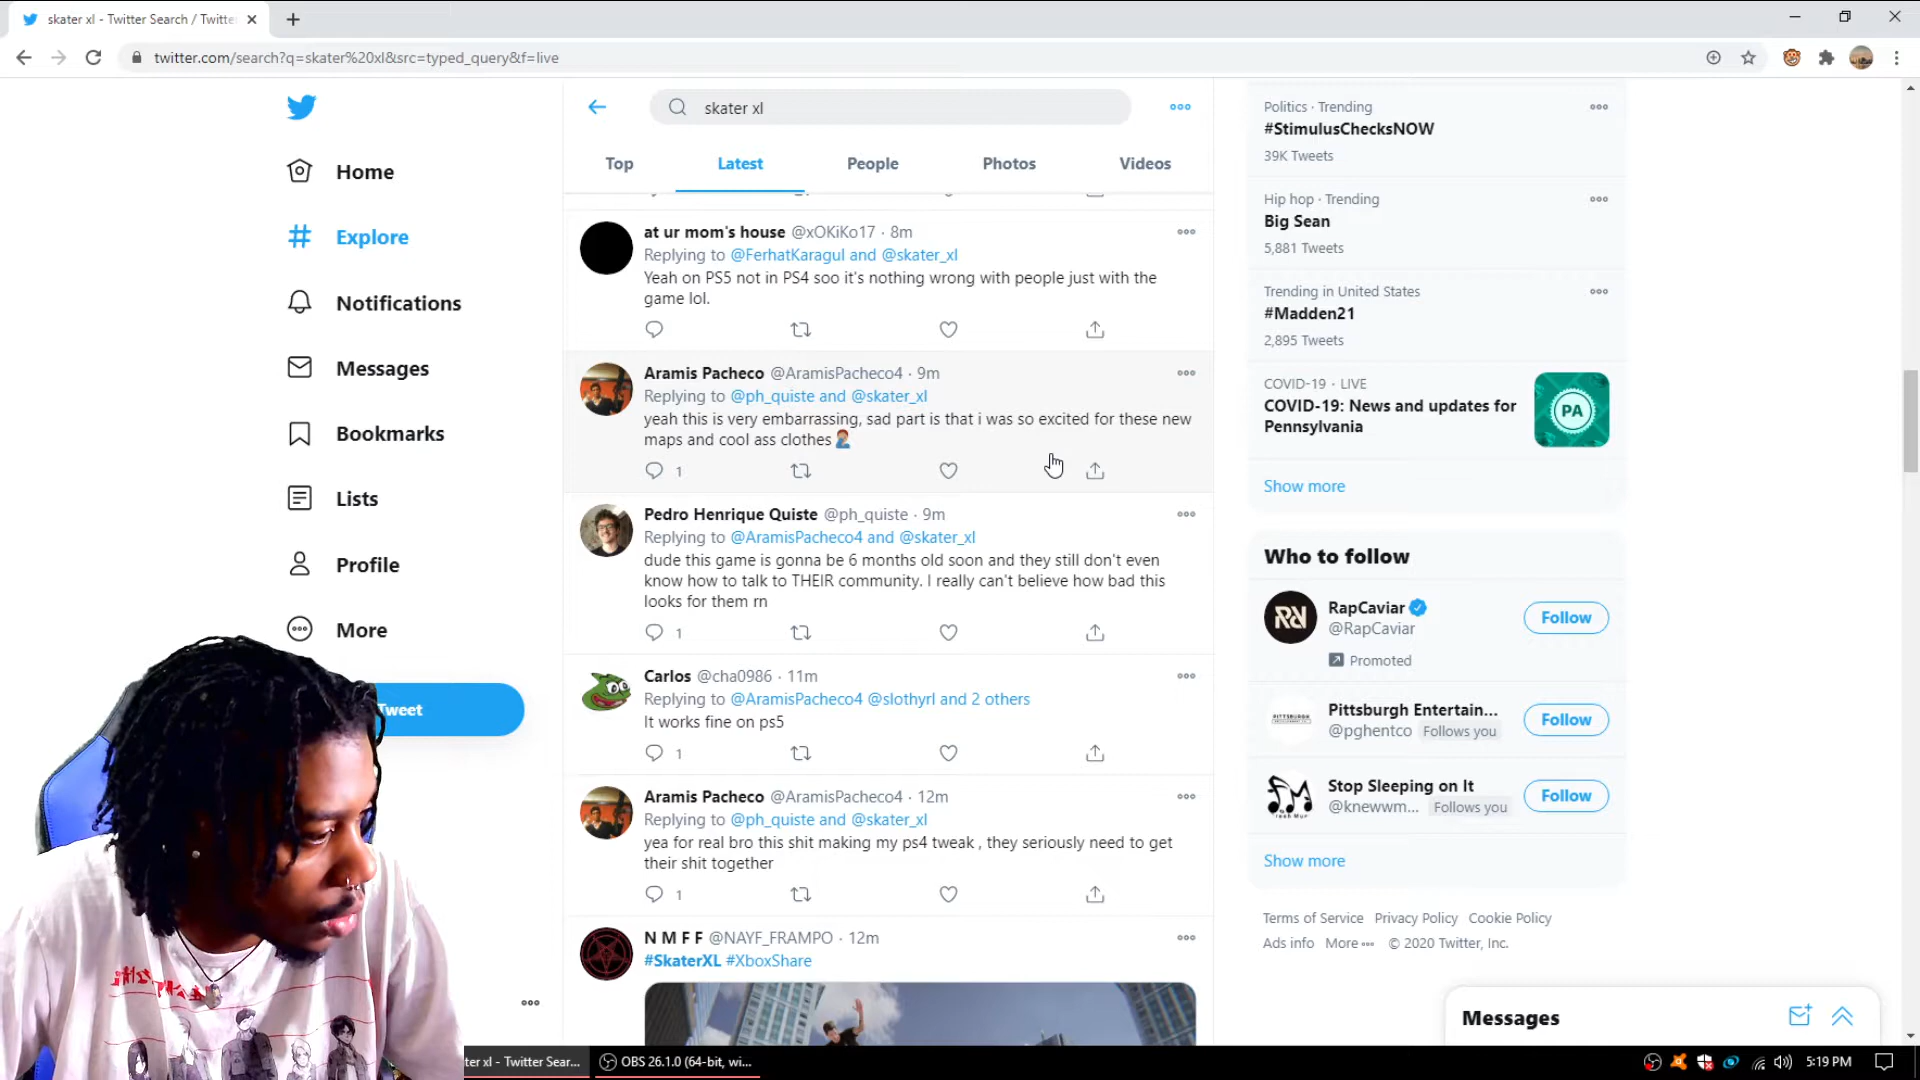 skater xl - Twitter Search / Twitte
twitter.com/search?q=skater%20xl&src=typed_query&f=live
skater xl
Top
Latest
People
Photos
Videos
Home
Explore
Notifications
Messages
Bookmarks
Lists
Profile
More
Tweet
at ur mom's house @xOKiKo17 · 8m
Replying to @FerhatKaragul and @skater_xl
Yeah on PS5 not in PS4 soo it's nothing wrong with people just with the
game lol.
Aramis Pacheco @AramisPacheco4 · 9m
Replying to @ph_quiste and @skater_xl
yeah this is very embarrassing, sad part is that i was so excited for these new
maps and cool ass clothes
1
Pedro Henrique Quiste @ph_quiste · 9m
Replying to @AramisPacheco4 and @skater_xl
dude this game is gonna be 6 months old soon and they still don't even
know how to talk to THEIR community. I really can't believe how bad this
looks for them rn
1
Carlos @cha0986 · 11m
Replying to @AramisPacheco4 @slothyrl and 2 others
It works fine on ps5
1
Aramis Pacheco @AramisPacheco4 · 12m
Replying to @ph_quiste and @skater_xl
yea for real bro this shit making my ps4 tweak , they seriously need to get
their shit together
1
N M F F @NAYF_FRAMPO · 12m
#SkaterXL #XboxShare
Politics · Trending
#StimulusChecksNOW
39K Tweets
Hip hop · Trending
Big Sean
5,881 Tweets
Trending in United States
#Madden21
2,895 Tweets
COVID-19 · LIVE
COVID-19: News and updates for
Pennsylvania
PA
Show more
Who to follow
RapCaviar
@RapCaviar
Promoted
Follow
Pittsburgh Entertain...
@pghentco Follows you
Follow
Stop Sleeping on It
@knewwm... Follows you
Follow
Show more
Terms of Service Privacy Policy Cookie Policy
Ads info More © 2020 Twitter, Inc.
Messages
ter xl - Twitter Sear...
OBS 26.1.0 (64-bit, wi...
5:19 PM